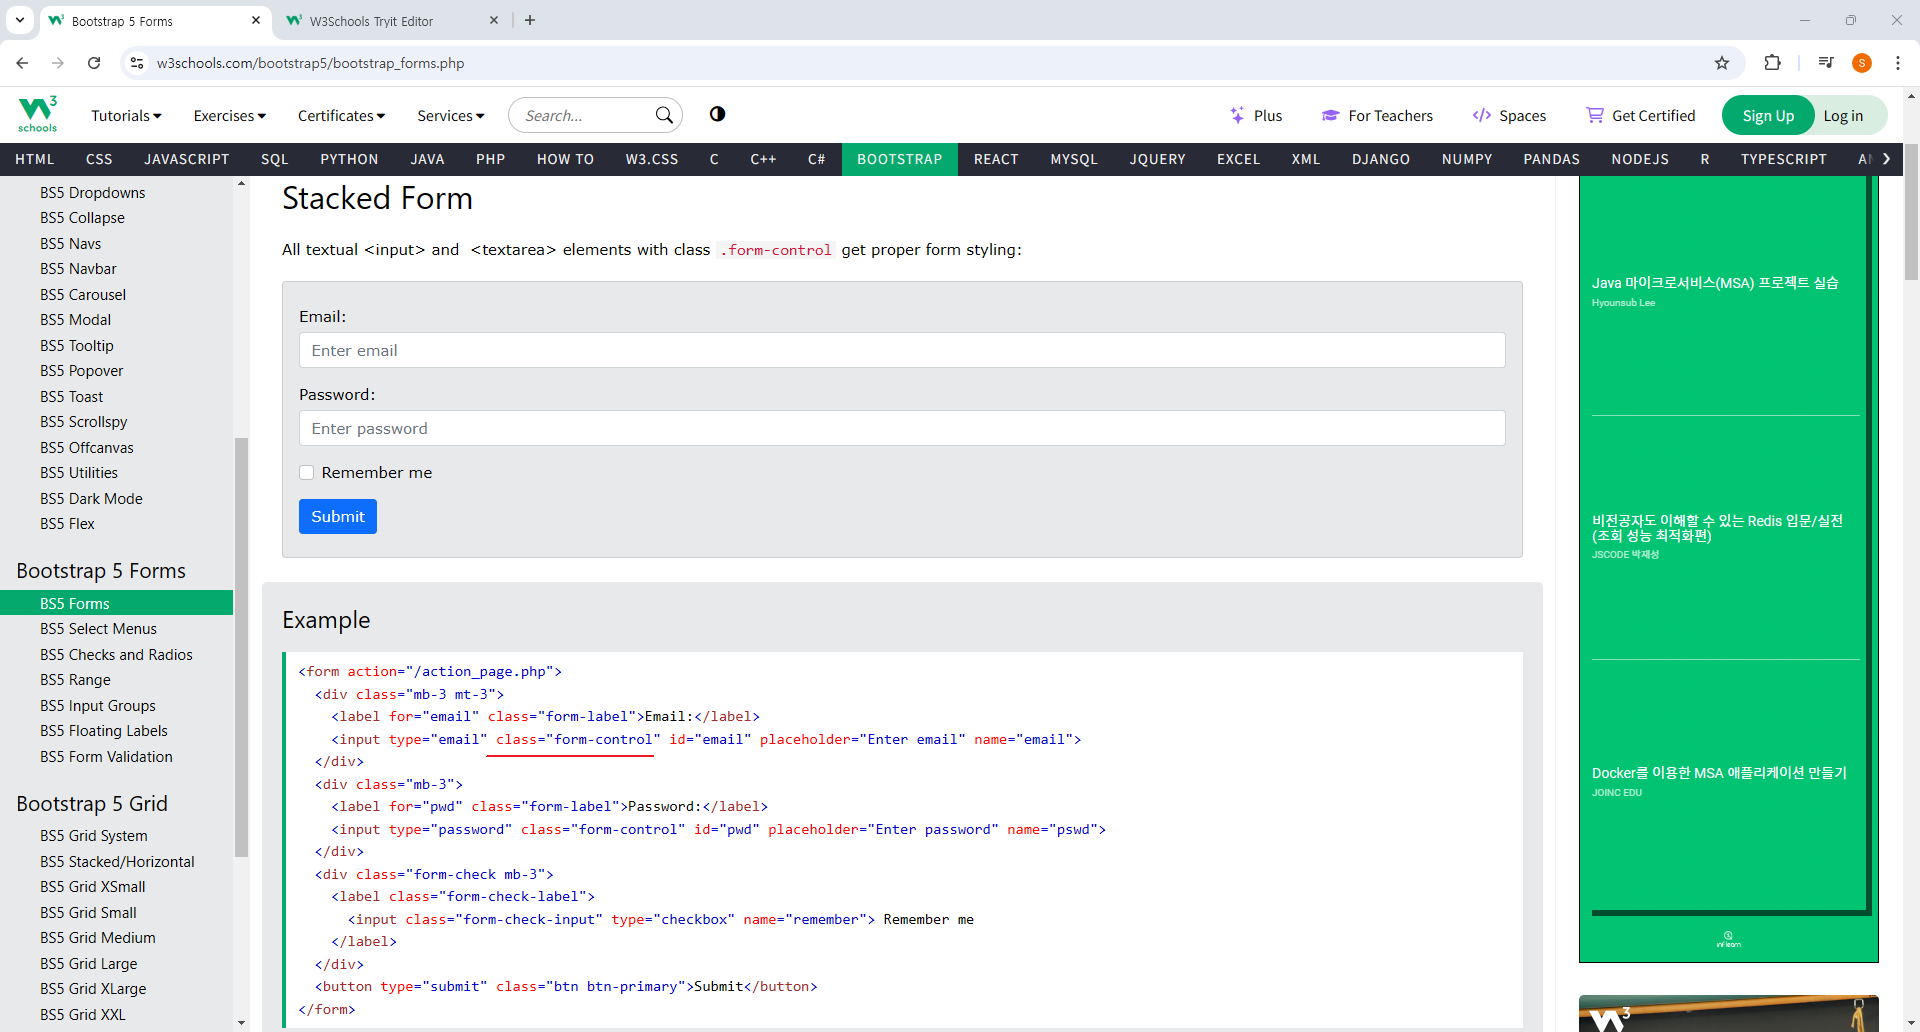 Bootstrap 5 Forms
W3Schools Tryit Editor
w3schools.com/bootstrap5/bootstrap_forms.php
S
W3 schools
Tutorials
Exercises
Certificates
Services
Search...
Plus
For Teachers
Spaces
Get Certified
Sign Up
Log in
HTML CSS JAVASCRIPT SQL PYTHON JAVA PHP HOW TO W3.CSS C C++ C# BOOTSTRAP REACT MYSQL JQUERY EXCEL XML DJANGO NUMPY PANDAS NODEJS R TYPESCRIPT
BS5 Dropdowns
BS5 Collapse
BS5 Navs
BS5 Navbar
BS5 Carousel
BS5 Modal
BS5 Tooltip
BS5 Popover
BS5 Toast
BS5 Scrollspy
BS5 Offcanvas
BS5 Utilities
BS5 Dark Mode
BS5 Flex
Bootstrap 5 Forms
BS5 Forms
BS5 Select Menus
BS5 Checks and Radios
BS5 Range
BS5 Input Groups
BS5 Floating Labels
BS5 Form Validation
Bootstrap 5 Grid
BS5 Grid System
BS5 Stacked/Horizontal
BS5 Grid XSmall
BS5 Grid Small
BS5 Grid Medium
BS5 Grid Large
BS5 Grid XLarge
BS5 Grid XXL
Stacked Form
All textual <input> and <textarea> elements with class .form-control get proper form styling:
Email:
Enter email
Password:
Enter password
Remember me
Submit
Example
<form action="/action_page.php">
<div class="mb-3 mt-3">
<label for="email" class="form-label">Email:</label>
<input type="email" class="form-control" id="email" placeholder="Enter email" name="email">
</div>
<div class="mb-3">
<label for="pwd" class="form-label">Password:</label>
<input type="password" class="form-control" id="pwd" placeholder="Enter password" name="pswd">
</div>
<div class="form-check mb-3">
<label class="form-check-label">
<input class="form-check-input" type="checkbox" name="remember"> Remember me
</label>
</div>
<button type="submit" class="btn btn-primary">Submit</button>
</form>
Java 마이크로서비스(MSA) 프로젝트 실습
Hyounsub Lee
비전공자도 이해할 수 있는 Redis 입문/실전
(조회 성능 최적화편)
JSCODE 박재성
Docker를 이용한 MSA 애플리케이션 만들기
JOINC EDU
inflearn
W3